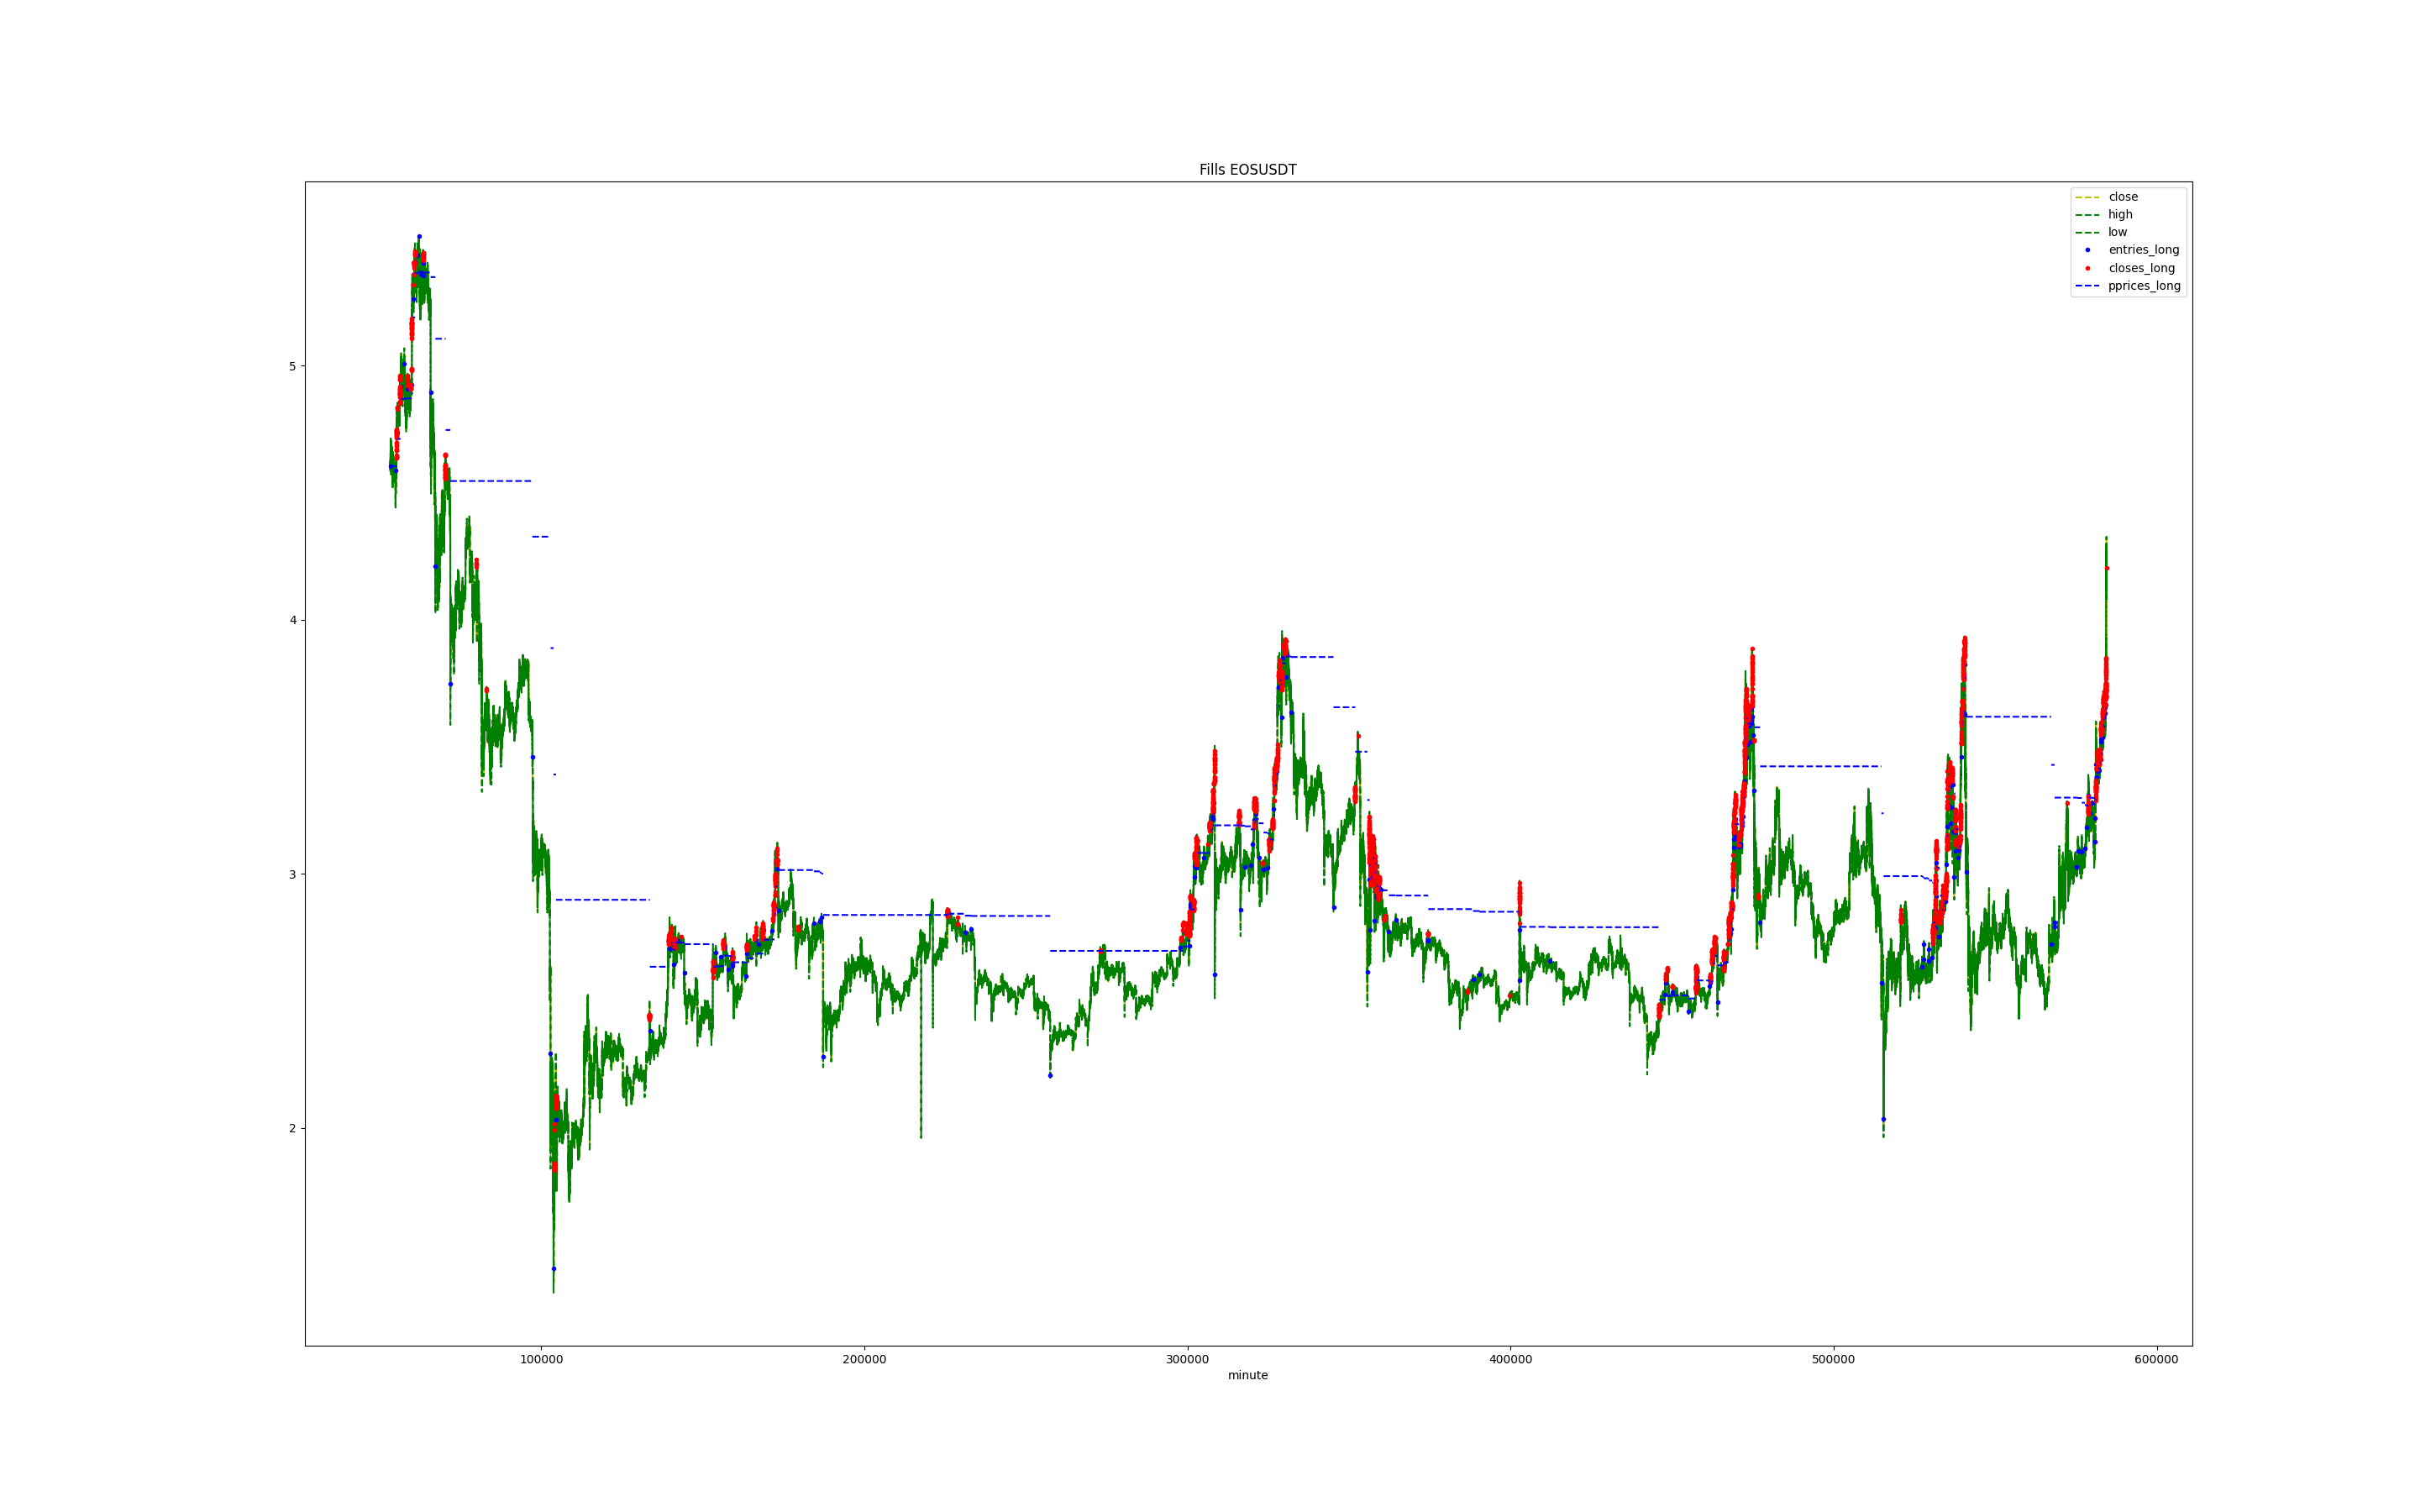 Fills EOSUSDT
close
high
low
entries_long
closes_long
pprices_long
5
4
3
2
100000
200000
300000
400000
500000
600000
minute